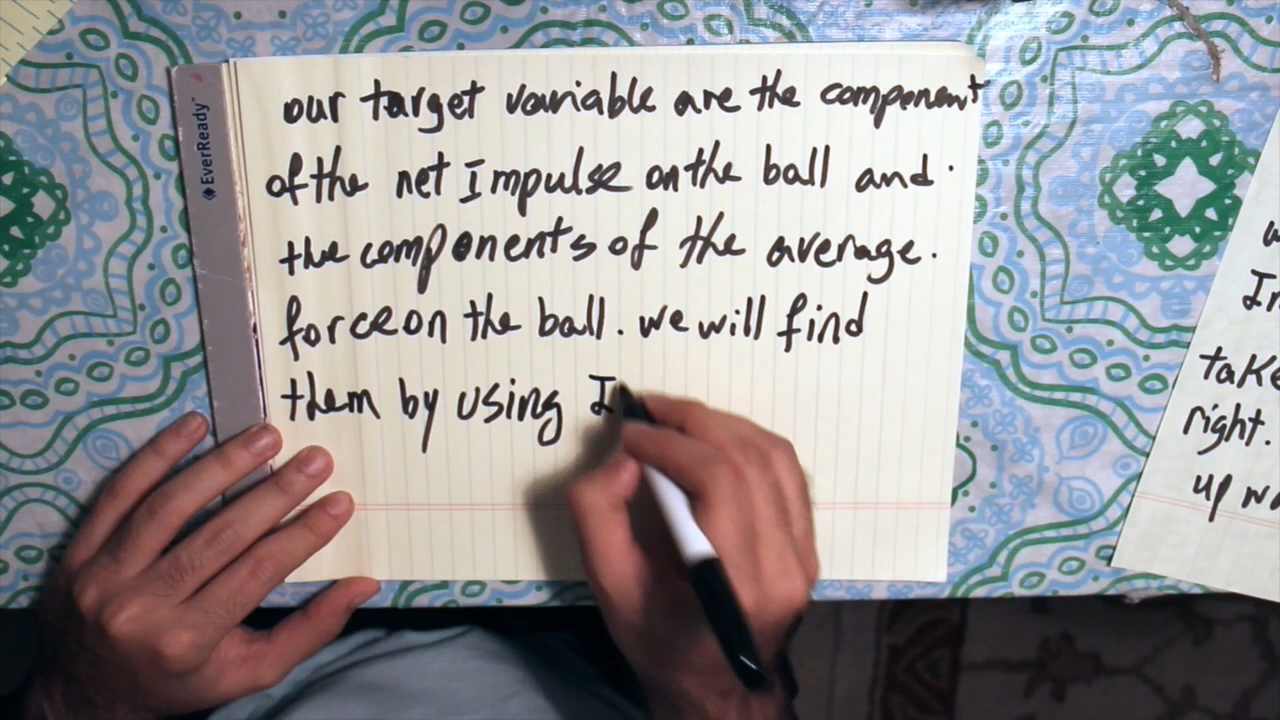 our target variable are the component
of the net Impulse on the ball and.
the components of the average.
force on the ball. we will find
them by using I
EverReady
take
right.
up